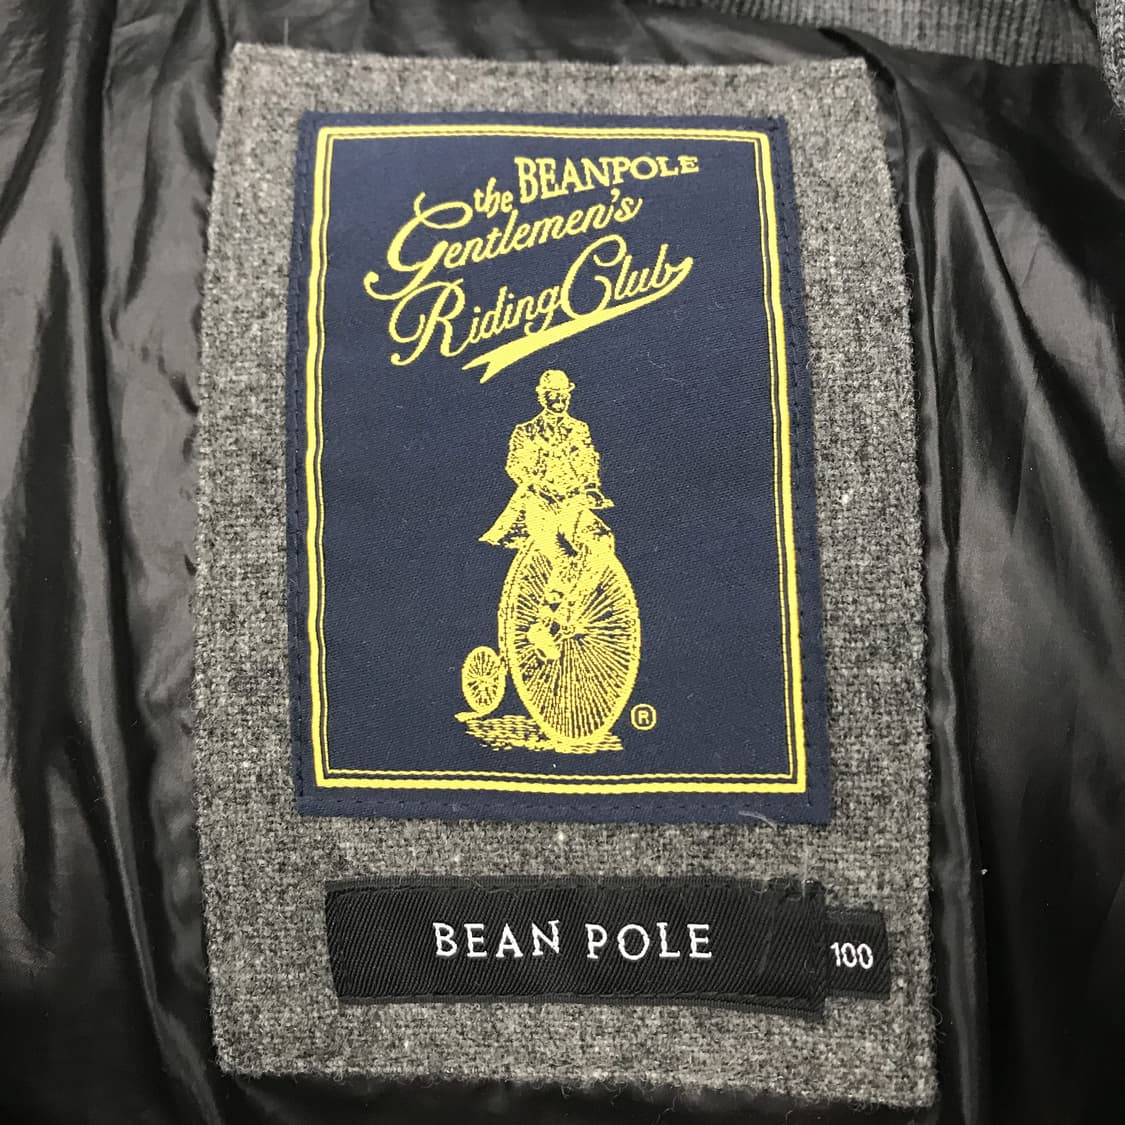 the BEANPOLE
Gentlemen's
Riding Club
®
BEAN POLE
100